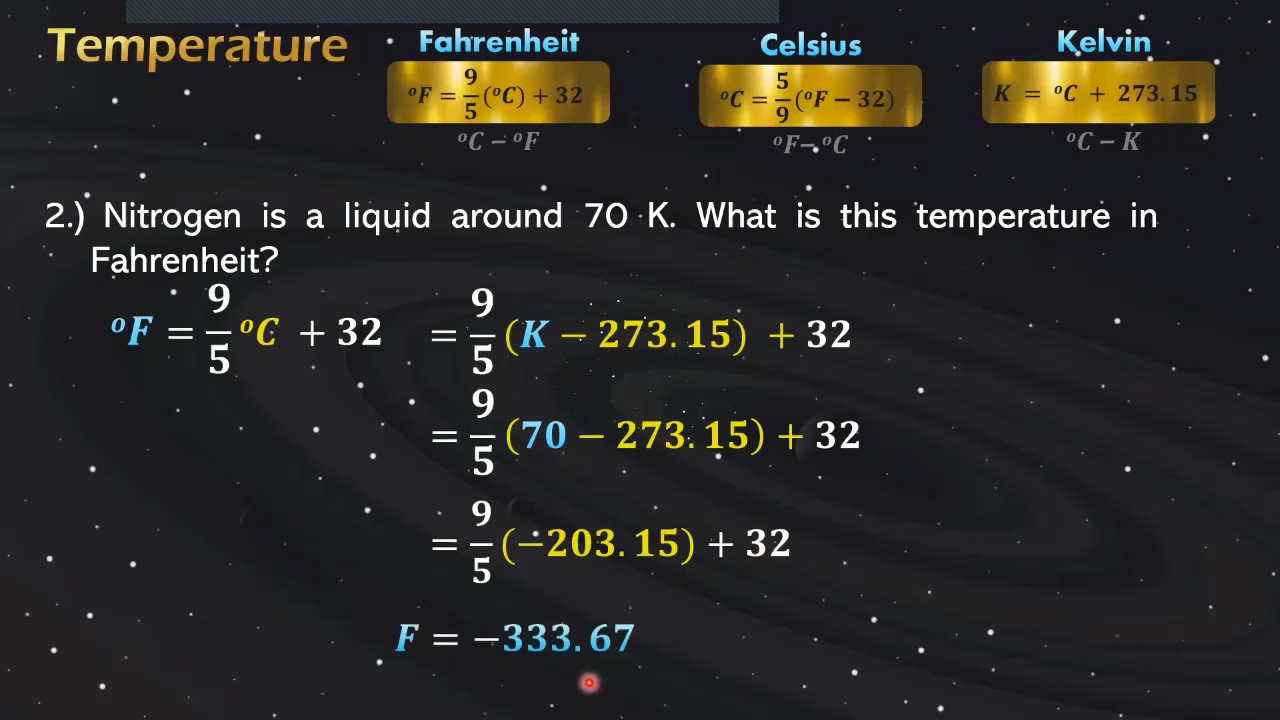 Temperature
Fahrenheit
Celsius
Kelvin
°F = 9/5 (°C) + 32
°C = 5/9 (°F − 32)
K = °C + 273.15
°C − °F
°F − °C
°C − K
2.) Nitrogen is a liquid around 70 K. What is this temperature in
Fahrenheit?
°F = 9/5 °C + 32 = 9/5 (K − 273.15) + 32
= 9/5 (70 − 273.15) + 32
= 9/5 (−203.15) + 32
F = −333.67